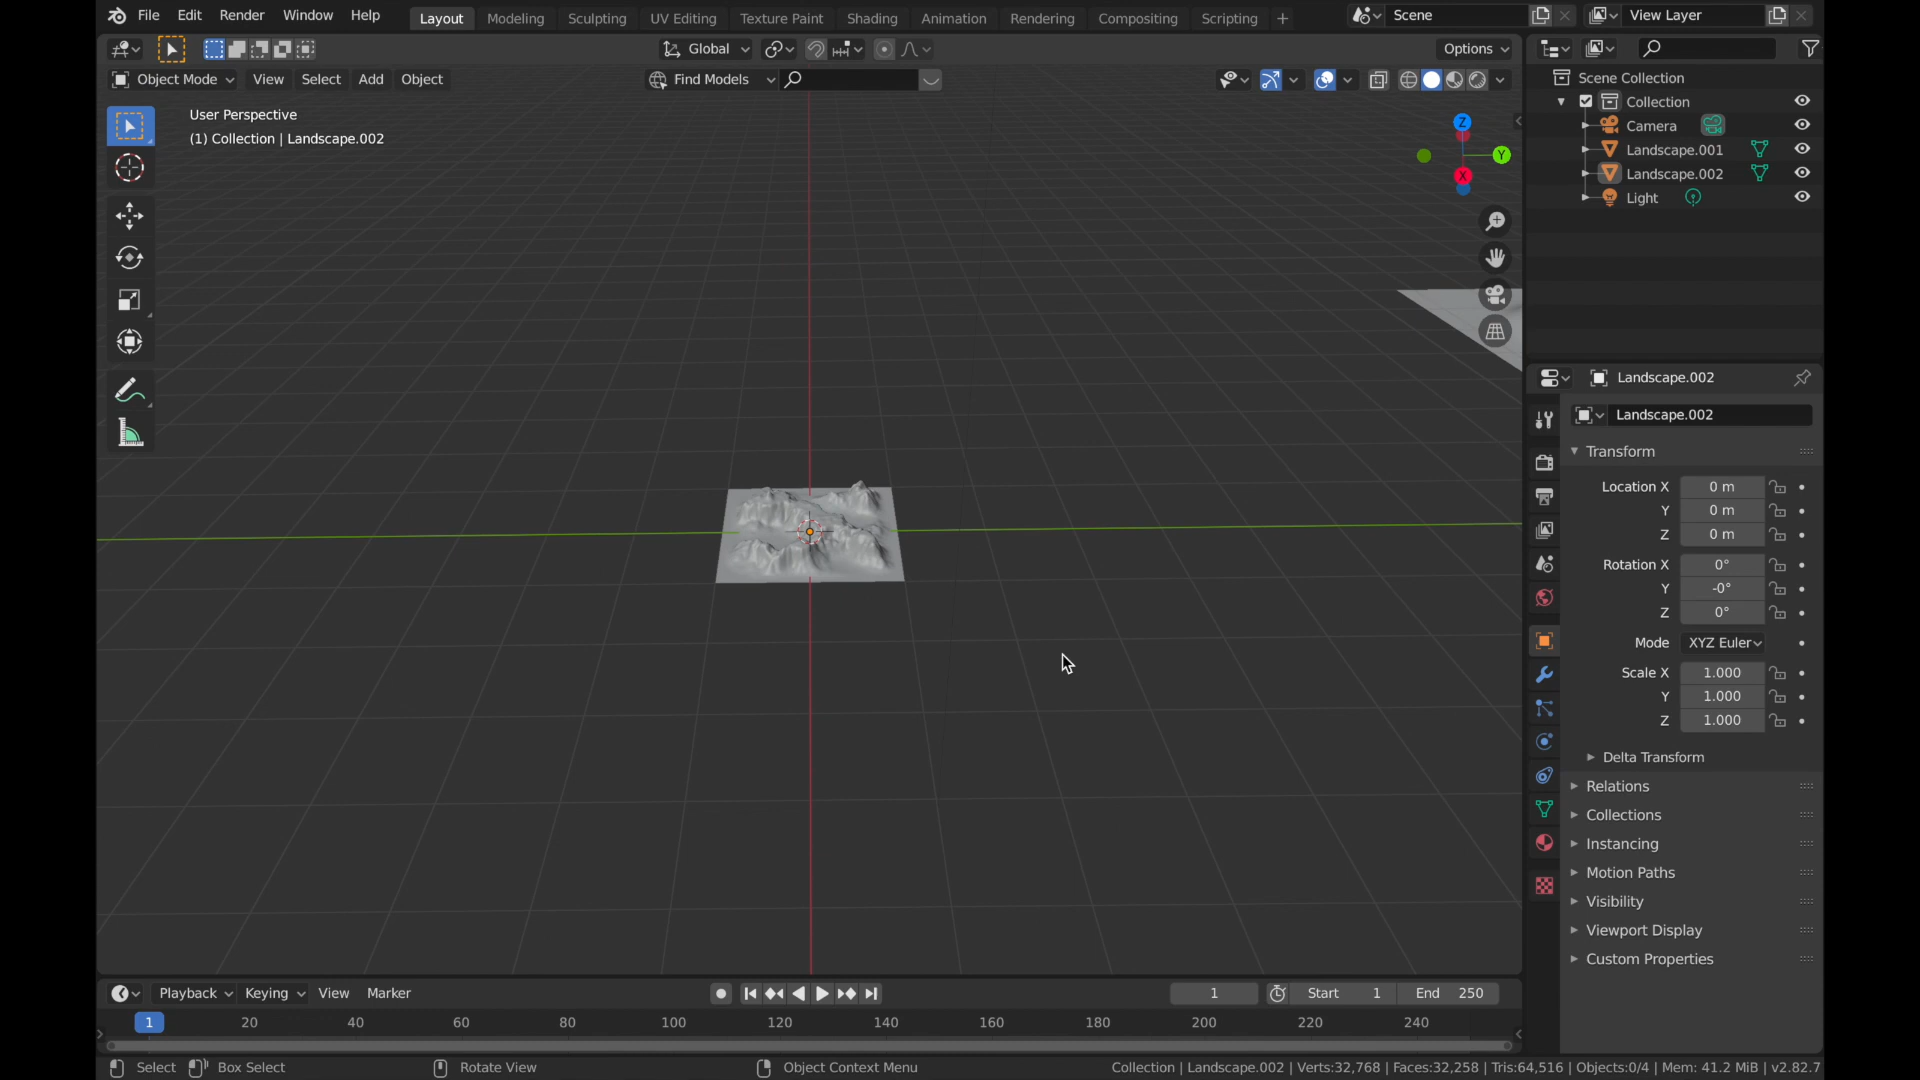 File Edit Render Window Help
Layout Modeling Sculpting UV Editing Texture Paint Shading Animation Rendering Compositing Scripting +
Scene
View Layer
Global
Options
Object Mode View Select Add Object
Find Models
User Perspective
(1) Collection | Landscape.002
Z
Y
X
Scene Collection
Collection
Camera
Landscape.001
Landscape.002
Light
Landscape.002
Landscape.002
Transform
Location X 0 m
Y 0 m
Z 0 m
Rotation X 0°
Y -0°
Z 0°
Mode XYZ Euler
Scale X 1.000
Y 1.000
Z 1.000
Delta Transform
Relations
Collections
Instancing
Motion Paths
Visibility
Viewport Display
Custom Properties
Playback Keying View Marker
1 Start 1 End 250
1 20 40 60 80 100 120 140 160 180 200 220 240
Select Box Select Rotate View Object Context Menu
Collection | Landscape.002 | Verts:32,768 | Faces:32,258 | Tris:64,516 | Objects:0/4 | Mem: 41.2 MiB | v2.82.7